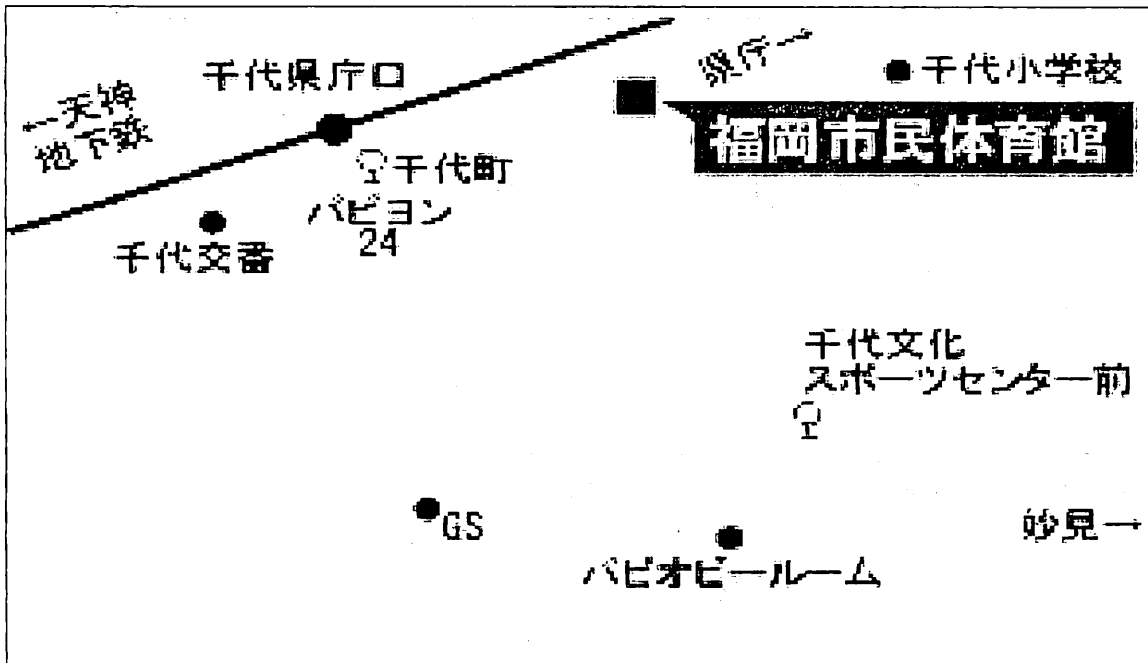 県庁→
千代県庁口
●千代小学校
←天神
地下鉄
福岡市民体育館
千代町
パピヨン
24
千代交番
千代文化
スポーツセンター前
GS
妙見→
パピオビールーム